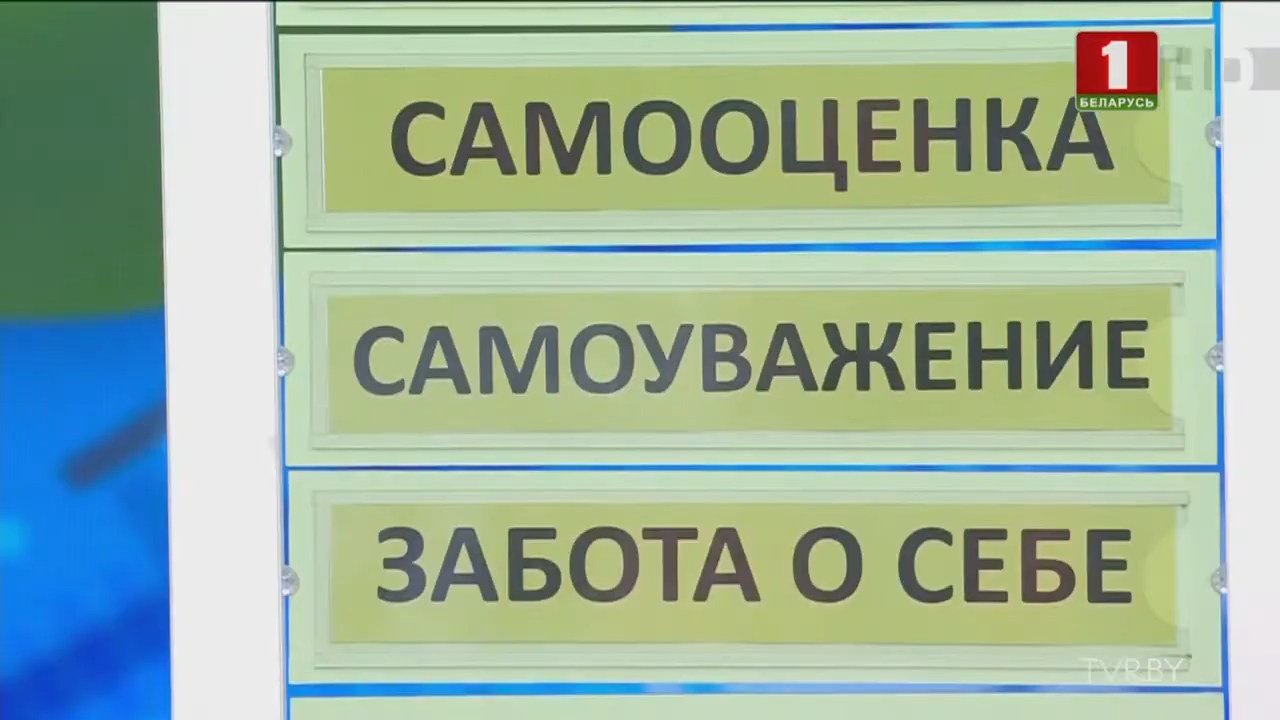 1
БЕЛАРУСЬ
САМООЦЕНКА
САМОУВАЖЕНИЕ
ЗАБОТА О СЕБЕ
TVR.BY